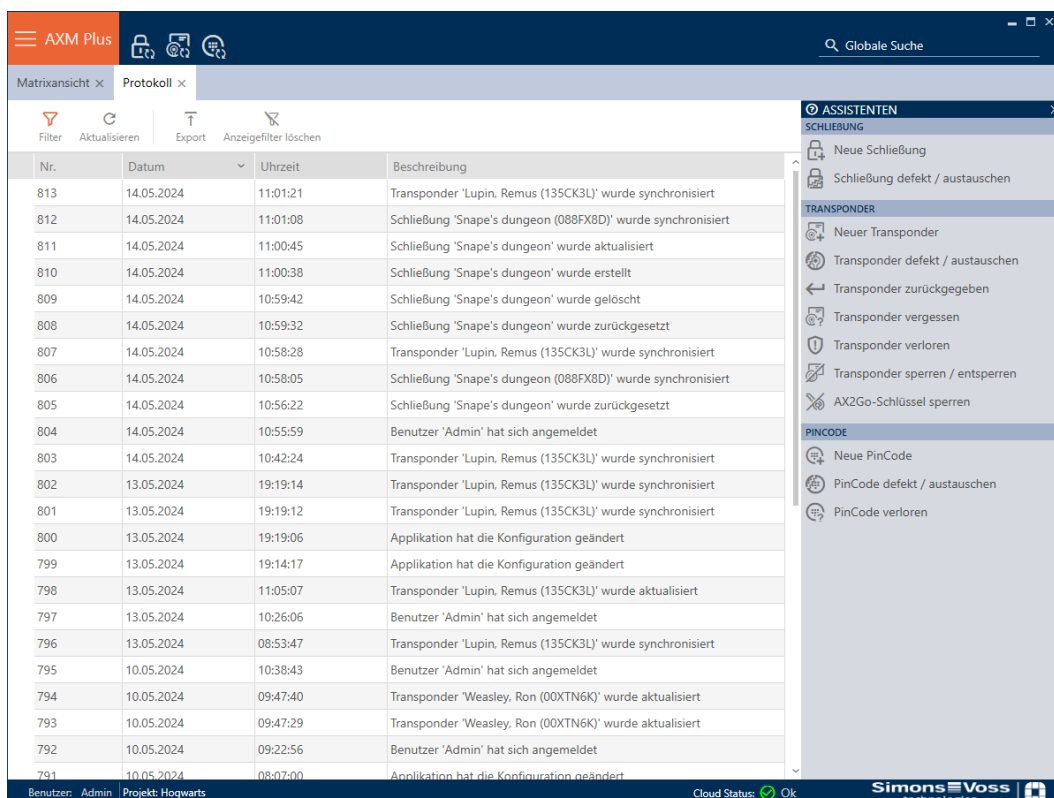 AXM Plus
Globale Suche
Matrixansicht
Protokoll
Filter
Aktualisieren
Export
Anzeigefilter löschen
Nr. Datum Uhrzeit Beschreibung
813 14.05.2024 11:01:21 Transponder 'Lupin, Remus (135CK3L)' wurde synchronisiert
812 14.05.2024 11:01:08 Schließung 'Snape's dungeon (088FX8D)' wurde synchronisiert
811 14.05.2024 11:00:45 Schließung 'Snape's dungeon' wurde aktualisiert
810 14.05.2024 11:00:38 Schließung 'Snape's dungeon' wurde erstellt
809 14.05.2024 10:59:42 Schließung 'Snape's dungeon' wurde gelöscht
808 14.05.2024 10:59:32 Schließung 'Snape's dungeon' wurde zurückgesetzt
807 14.05.2024 10:58:28 Transponder 'Lupin, Remus (135CK3L)' wurde synchronisiert
806 14.05.2024 10:58:05 Schließung 'Snape's dungeon (088FX8D)' wurde synchronisiert
805 14.05.2024 10:56:22 Schließung 'Snape's dungeon' wurde zurückgesetzt
804 14.05.2024 10:55:59 Benutzer 'Admin' hat sich angemeldet
803 14.05.2024 10:42:24 Transponder 'Lupin, Remus (135CK3L)' wurde synchronisiert
802 13.05.2024 19:19:14 Transponder 'Lupin, Remus (135CK3L)' wurde synchronisiert
801 13.05.2024 19:19:12 Transponder 'Lupin, Remus (135CK3L)' wurde synchronisiert
800 13.05.2024 19:19:06 Applikation hat die Konfiguration geändert
799 13.05.2024 19:14:17 Applikation hat die Konfiguration geändert
798 13.05.2024 11:05:07 Transponder 'Lupin, Remus (135CK3L)' wurde aktualisiert
797 13.05.2024 10:26:06 Benutzer 'Admin' hat sich angemeldet
796 13.05.2024 08:53:47 Transponder 'Lupin, Remus (135CK3L)' wurde synchronisiert
795 10.05.2024 10:38:43 Benutzer 'Admin' hat sich angemeldet
794 10.05.2024 09:47:40 Transponder 'Weasley, Ron (00XTN6K)' wurde aktualisiert
793 10.05.2024 09:47:29 Transponder 'Weasley, Ron (00XTN6K)' wurde aktualisiert
792 10.05.2024 09:22:56 Benutzer 'Admin' hat sich angemeldet
791 10.05.2024 08:07:00 Applikation hat die Konfiguration geändert
ASSISTENTEN
SCHLIEßUNG
Neue Schließung
Schließung defekt / austauschen
TRANSPONDER
Neuer Transponder
Transponder defekt / austauschen
Transponder zurückgegeben
Transponder vergessen
Transponder verloren
Transponder sperren / entsperren
AX2Go-Schlüssel sperren
PINCODE
Neue PinCode
PinCode defekt / austauschen
PinCode verloren
Benutzer: Admin Projekt: Hogwarts
Cloud Status: Ok
Simons Voss
technologies